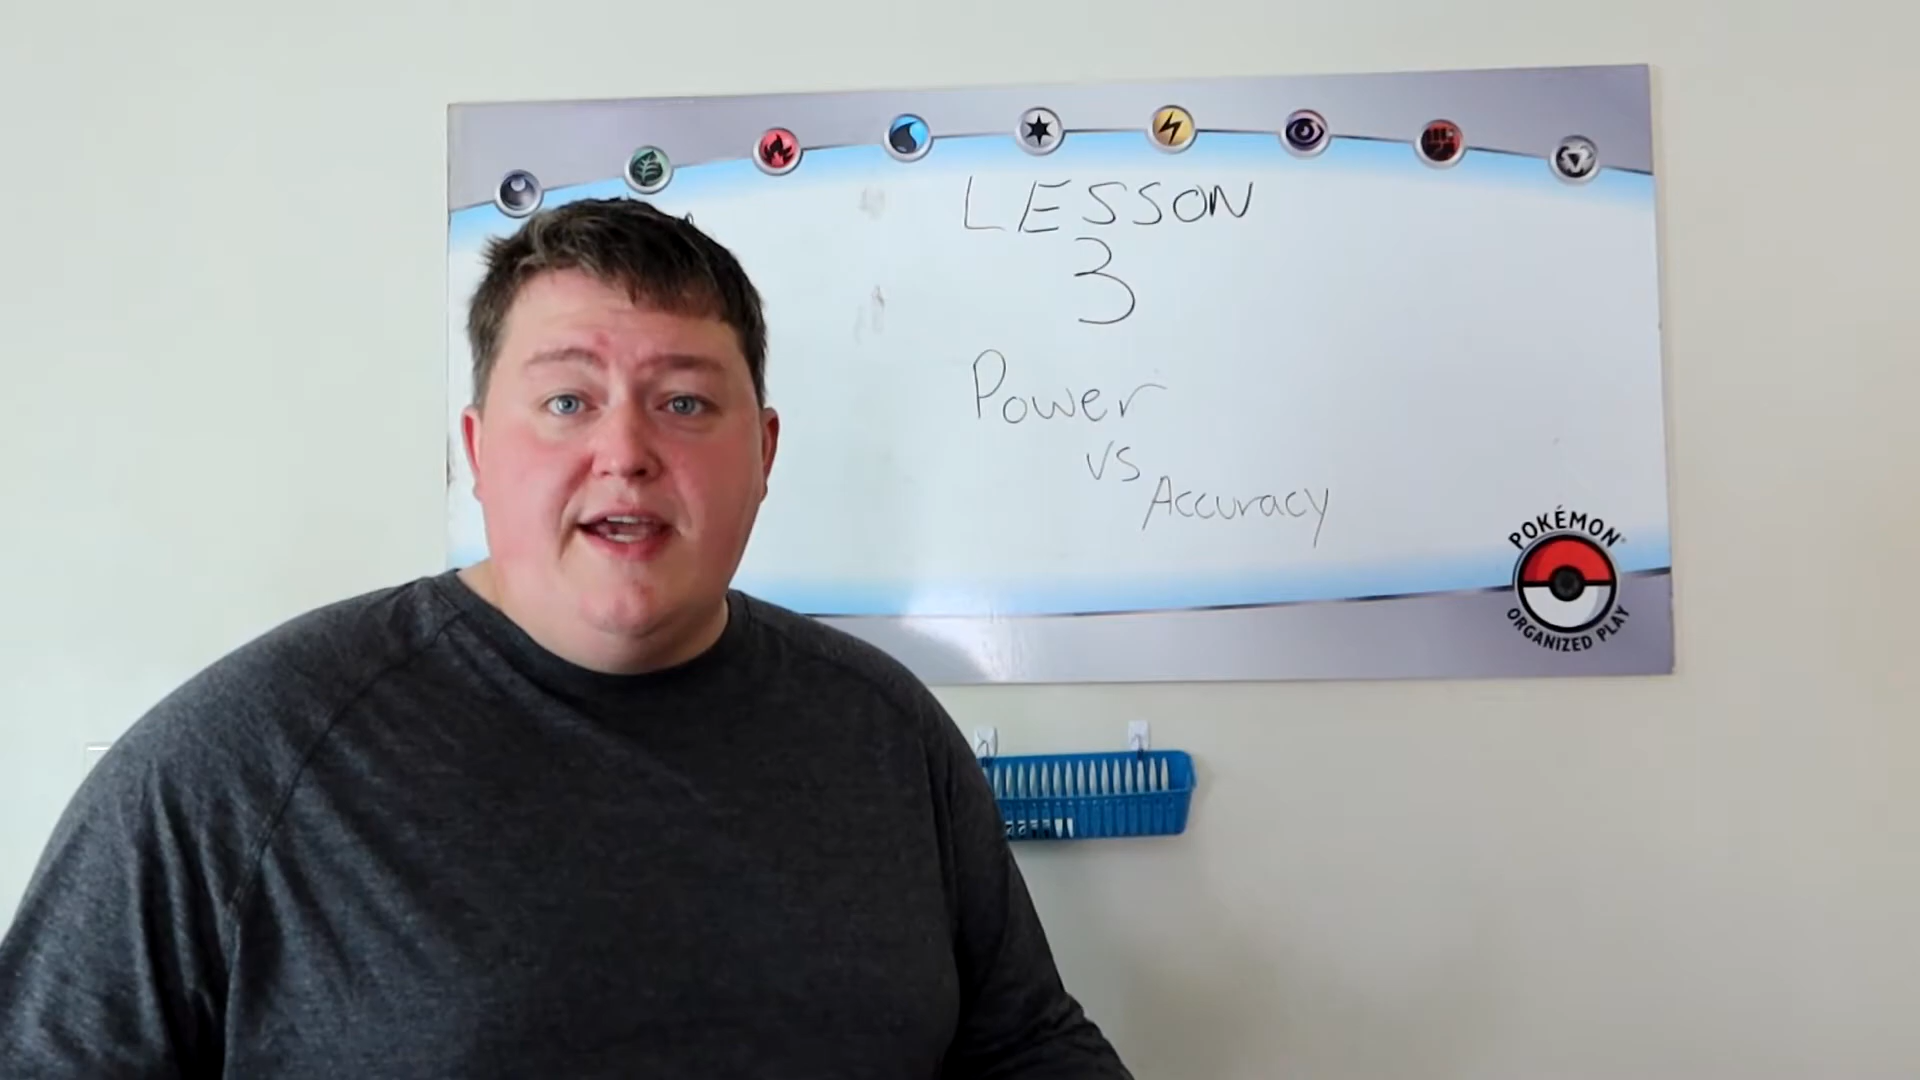 LESSON
3
Power
vs
Accuracy
POKÉMON
ORGANIZED PLAY